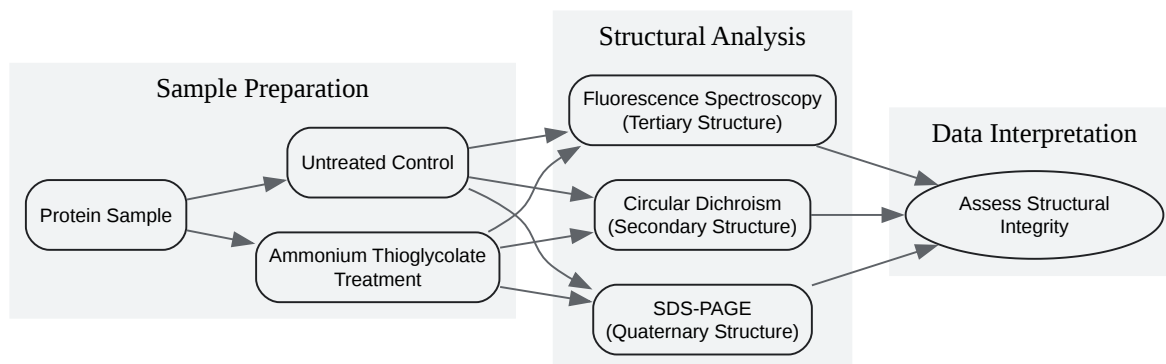 Sample Preparation
Protein Sample
Untreated Control
Ammonium Thioglycolate
Treatment
Structural Analysis
Fluorescence Spectroscopy
(Tertiary Structure)
Circular Dichroism
(Secondary Structure)
SDS-PAGE
(Quaternary Structure)
Data Interpretation
Assess Structural
Integrity